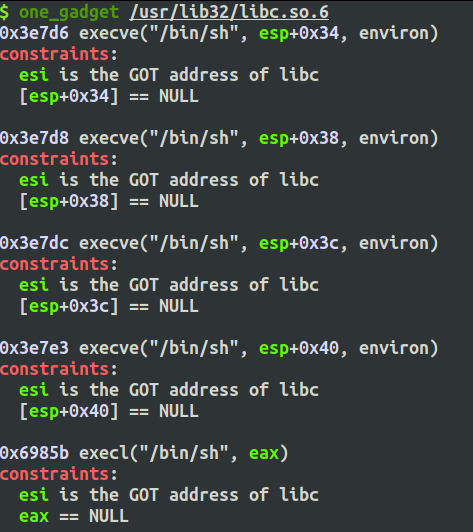 $ one_gadget /usr/lib32/libc.so.6
0x3e7d6 execve("/bin/sh", esp+0x34, environ)
constraints:
  esi is the GOT address of libc
  [esp+0x34] == NULL

0x3e7d8 execve("/bin/sh", esp+0x38, environ)
constraints:
  esi is the GOT address of libc
  [esp+0x38] == NULL

0x3e7dc execve("/bin/sh", esp+0x3c, environ)
constraints:
  esi is the GOT address of libc
  [esp+0x3c] == NULL

0x3e7e3 execve("/bin/sh", esp+0x40, environ)
constraints:
  esi is the GOT address of libc
  [esp+0x40] == NULL

0x6985b execl("/bin/sh", eax)
constraints:
  esi is the GOT address of libc
  eax == NULL